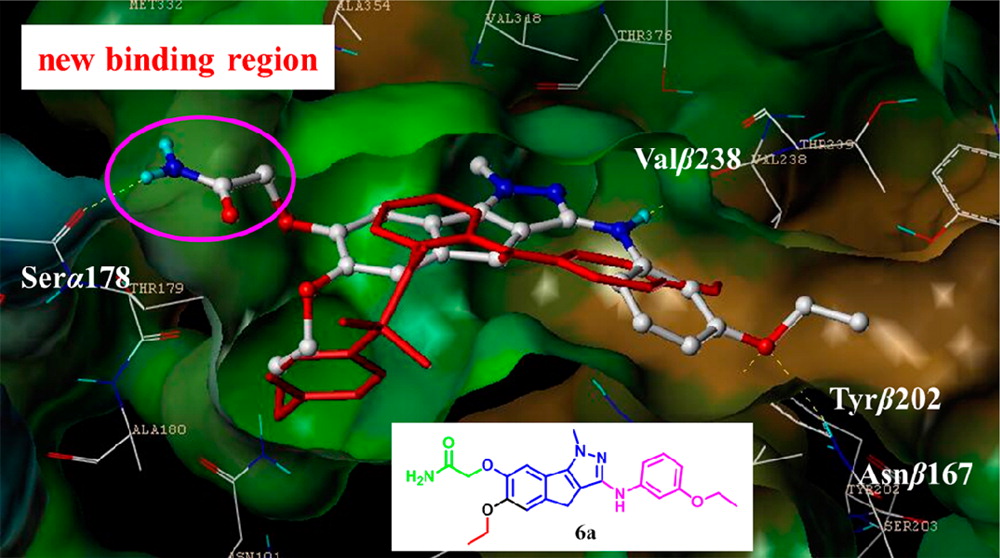 MET332
ALA354
new binding region
VAL318
THR376
Valβ238
THR239
VAL238
Serα178
THR179
Tyrβ202
ALA180
Asnβ167
TYR202
SER203
ASN101
N
N
O
H₂N
O
O
N
H
O
6a